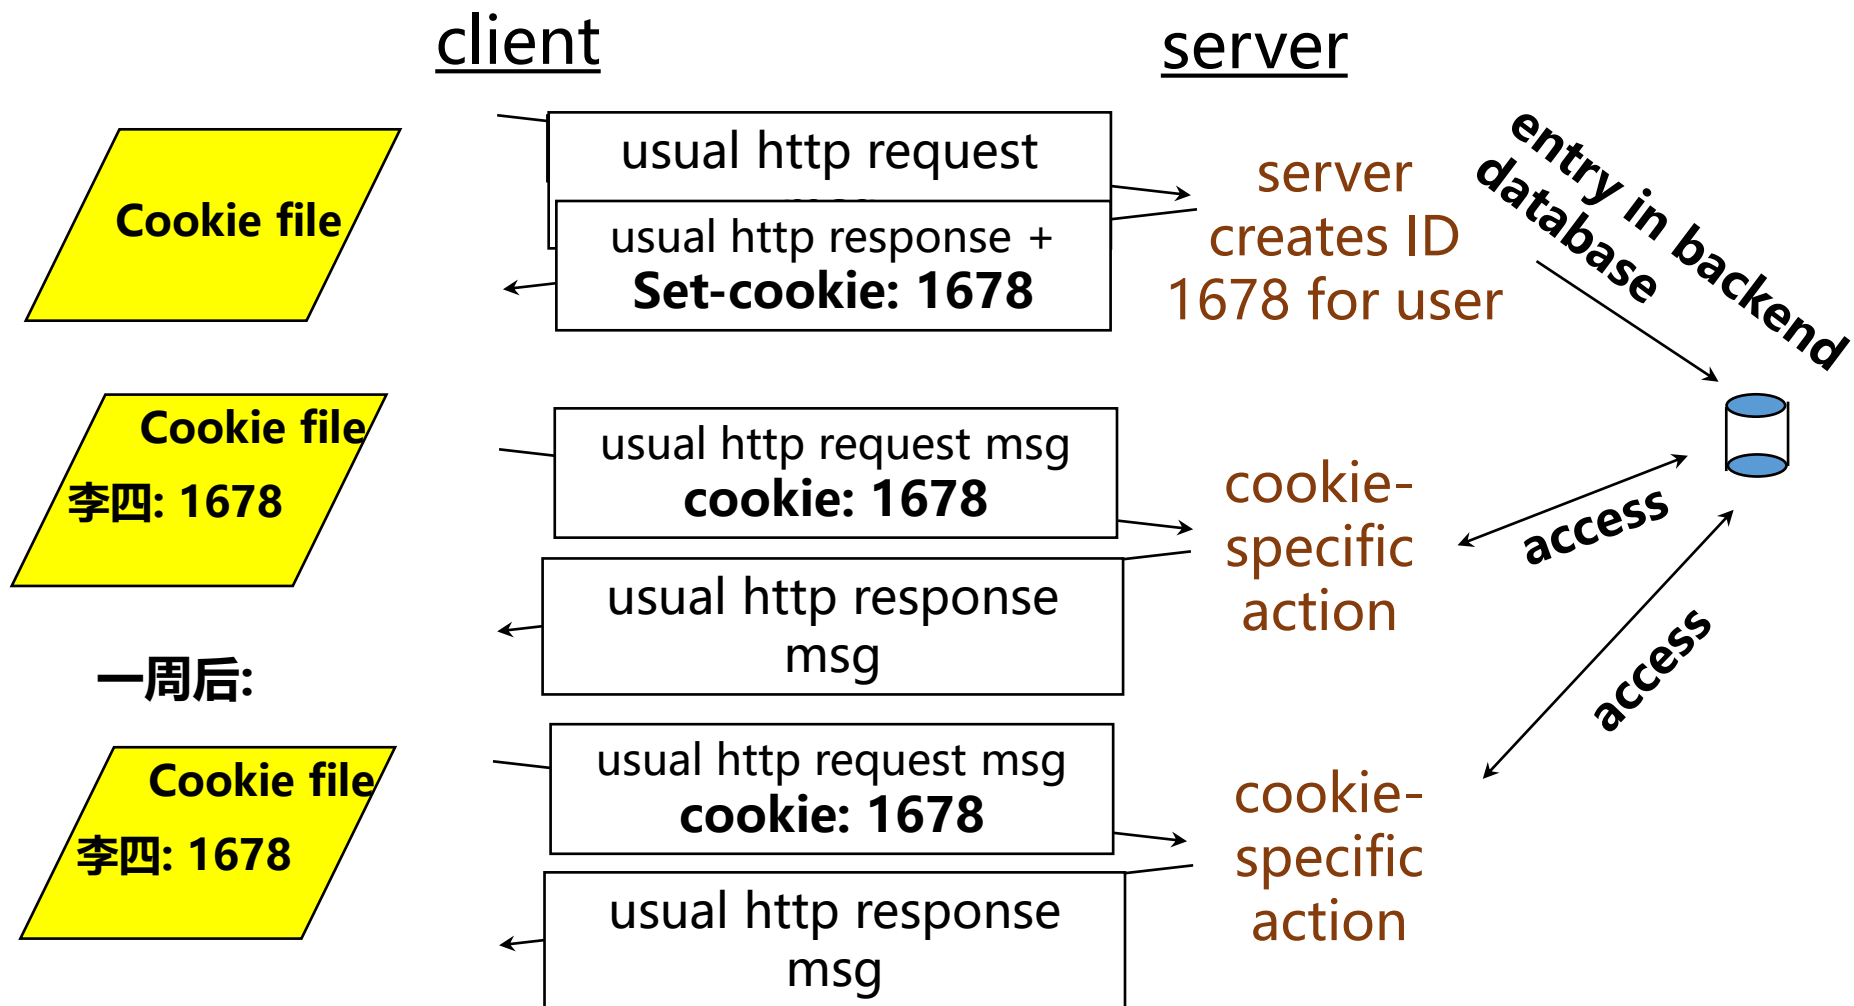 client
server
Cookie file
usual http request
usual http response +
Set-cookie: 1678
server
creates ID
1678 for user
entry in backend
database
Cookie file
李四: 1678
usual http request msg
cookie: 1678
cookie-
specific
action
access
usual http response
msg
一周后:
access
Cookie file
李四: 1678
usual http request msg
cookie: 1678
cookie-
specific
action
usual http response
msg